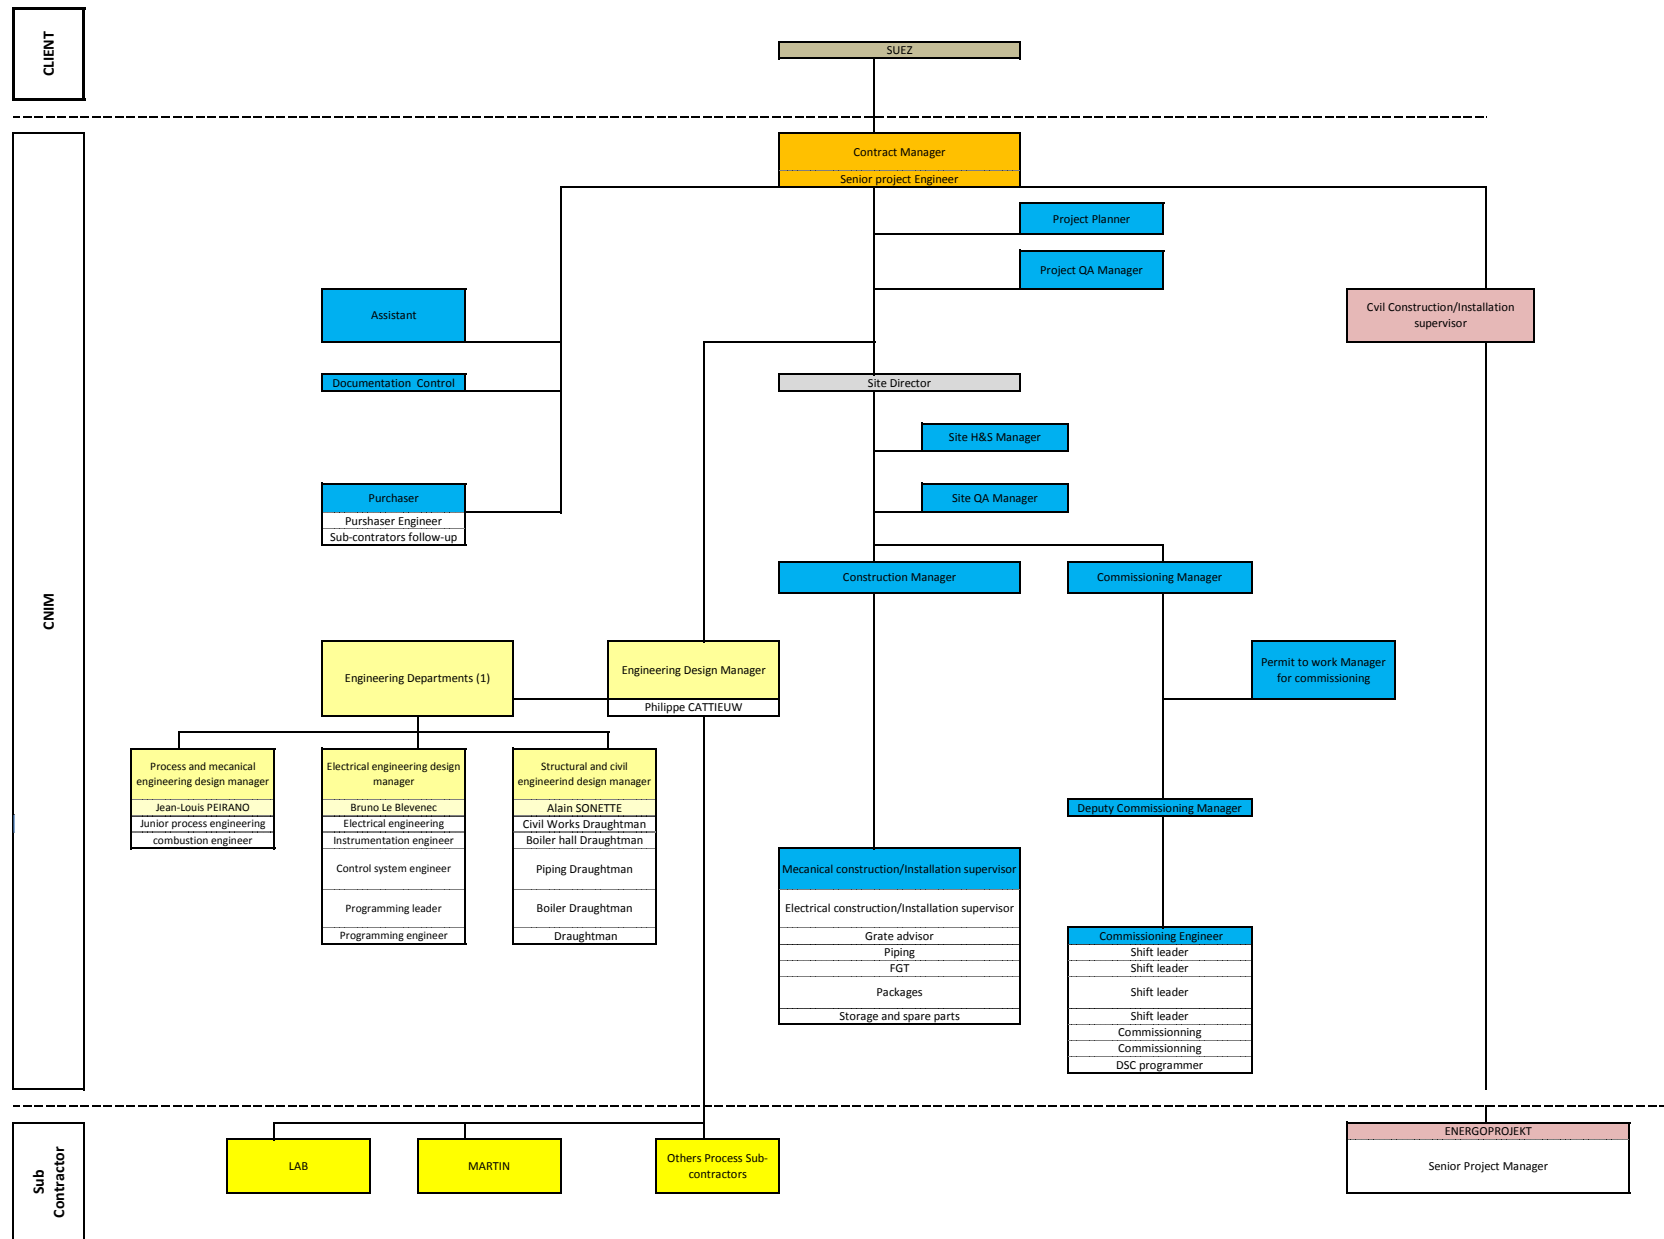 CLIENT
SUEZ
CNIM
Contract Manager
Senior project Engineer
Project Planner
Project QA Manager
Assistant
Cvil Construction/Installation
supervisor
Documentation Control
Site Director
Site H&S Manager
Purchaser
Purshaser Engineer
Sub-contrators follow-up
Site QA Manager
Construction Manager
Commissioning Manager
Engineering Departments (1)
Engineering Design Manager
Philippe CATTIEUW
Permit to work Manager
for commissioning
Process and mecanical
engineering design manager
Jean-Louis PEIRANO
Junior process engineering
combustion engineer
Electrical engineering design
manager
Bruno Le Blevenec
Electrical engineering
Instrumentation engineer
Control system engineer
Programming leader
Programming engineer
Structural and civil
engineerind design manager
Alain SONETTE
Civil Works Draughtman
Boiler hall Draughtman
Piping Draughtman
Boiler Draughtman
Draughtman
Mecanical construction/Installation supervisor
Electrical construction/Installation supervisor
Grate advisor
Piping
FGT
Packages
Storage and spare parts
Deputy Commissioning Manager
Commissioning Engineer
Shift leader
Shift leader
Shift leader
Shift leader
Commissionning
Commissionning
DSC programmer
Sub
Contractor
LAB
MARTIN
Others Process Sub-
contractors
ENERGOPROJEKT
Senior Project Manager